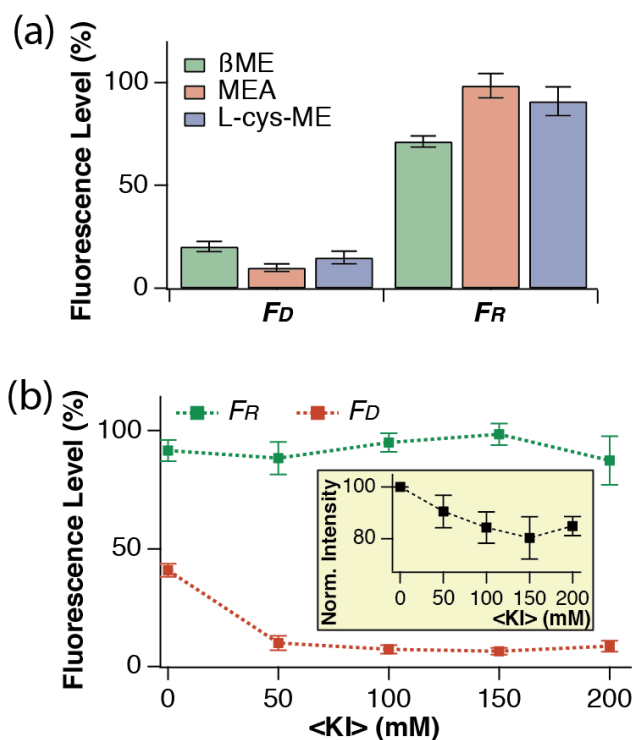 (a)
Fluorescence Level (%)
100
50
0
ßME
MEA
L-cys-ME
FD
FR
(b)
Fluorescence Level (%)
100
50
0
FR
FD
Norm. Intensity
100
80
0 50 100 150 200
<KI> (mM)
0 50 100 150 200
<KI> (mM)